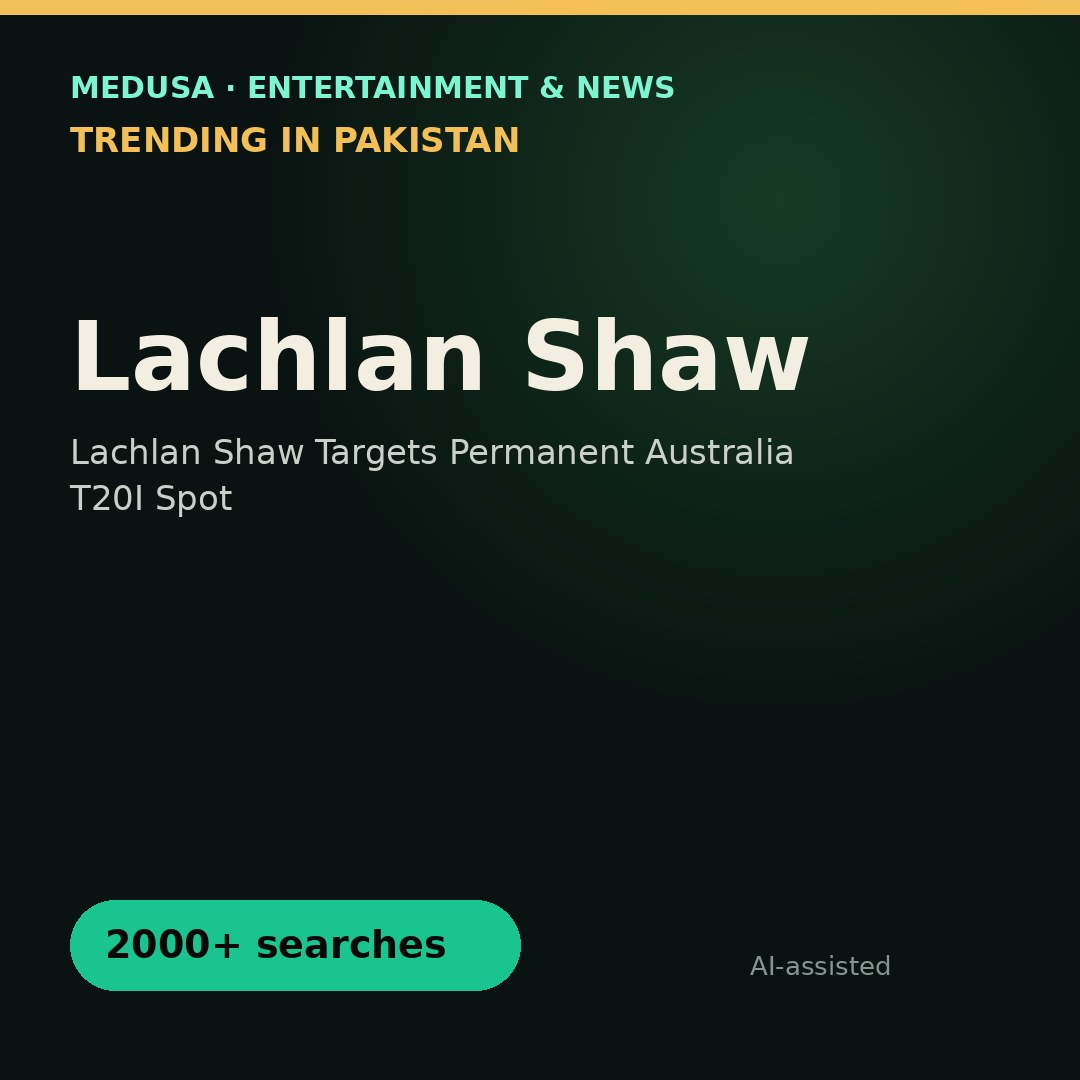 MEDUSA · ENTERTAINMENT & NEWS
TRENDING IN PAKISTAN
Lachlan Shaw
Lachlan Shaw Targets Permanent Australia
T20I Spot
2000+ searches
AI-assisted